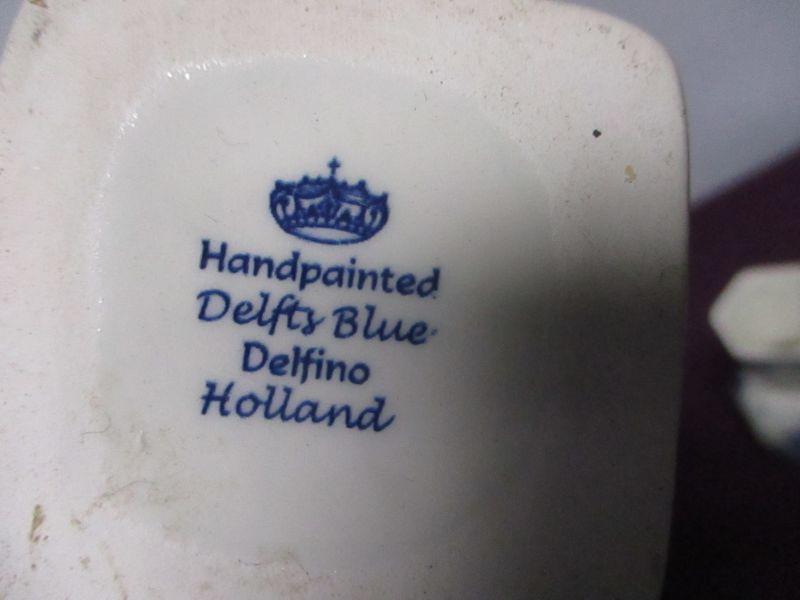 Handpainted
Delfts Blue
Delfino
Holland